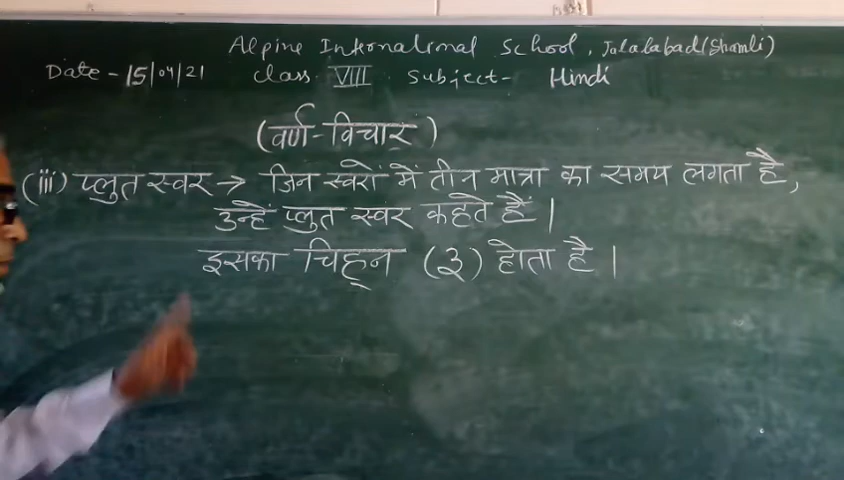 Alpine International School, Jalalabad(Shamli)
Date - 15/04/21 Class VIII Subject- Hindi
(वर्ण-विचार)
(iii) प्लुत स्वर → जिन स्वरों में तीन मात्रा का समय लगता है,
उन्हें प्लुत स्वर कहते हैं।
इसका चिह्न (३) होता है।